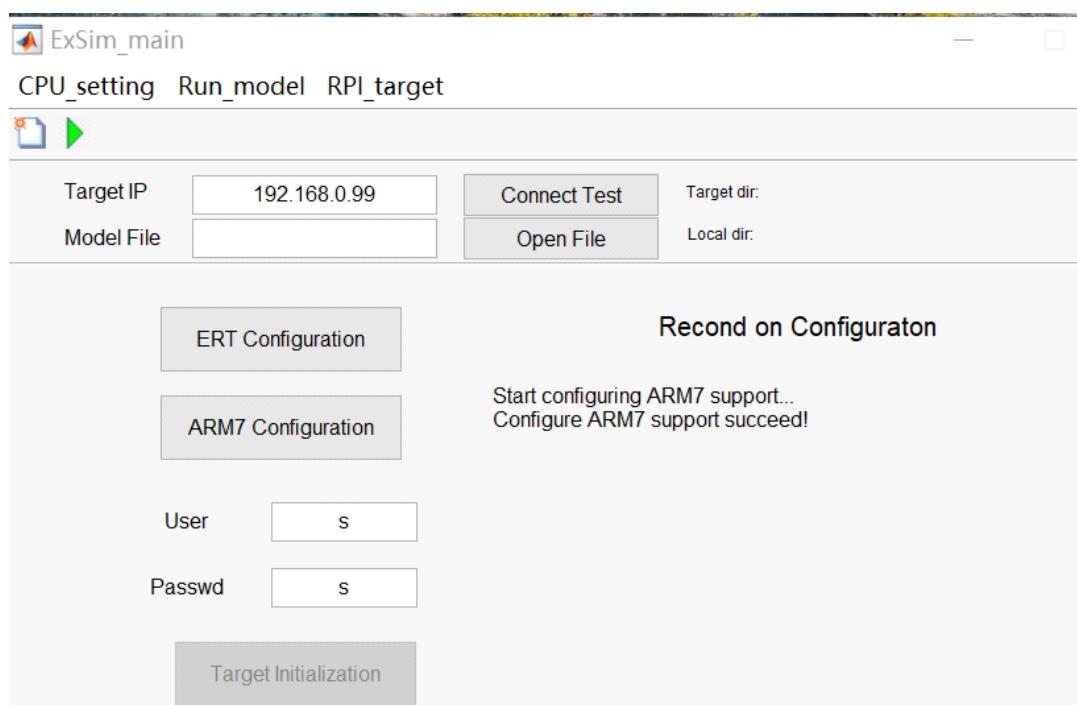 ExSim_main
CPU_setting Run_model RPI_target
Target IP 192.168.0.99 Connect Test Target dir:
Model File Open File Local dir:
ERT Configuration
Recond on Configuraton
ARM7 Configuration
Start configuring ARM7 support...
Configure ARM7 support succeed!
User s
Passwd s
Target Initialization